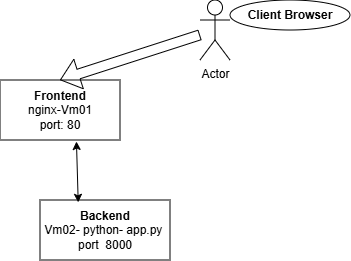 Client Browser
Actor
Frontend
nginx-Vm01
port: 80
Backend
Vm02- python- app.py
port  8000